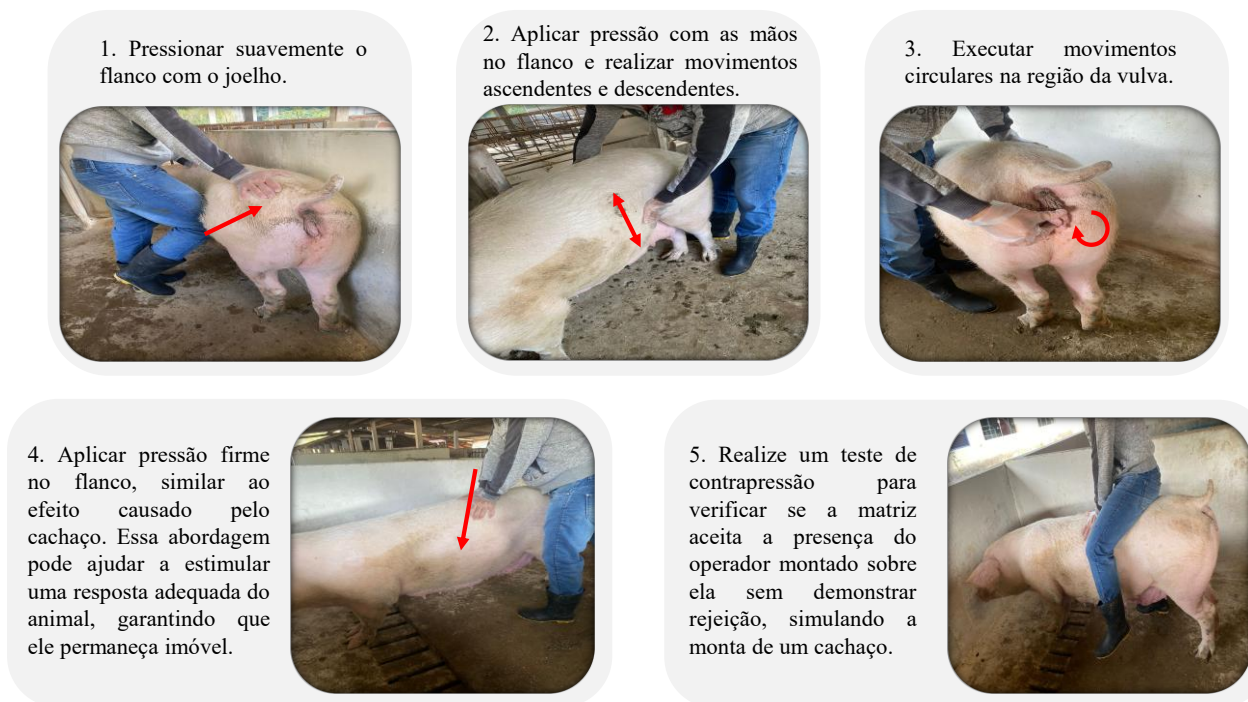 1. Pressionar suavemente o
flanco com o joelho.
2. Aplicar pressão com as mãos
no flanco e realizar movimentos
ascendentes e descendentes.
3. Executar movimentos
circulares na região da vulva.
4. Aplicar pressão firme
no flanco, similar ao
efeito causado pelo
cachaço. Essa abordagem
pode ajudar a estimular
uma resposta adequada do
animal, garantindo que
ele permaneça imóvel.
5. Realize um teste de
contrapressão para
verificar se a matriz
aceita a presença do
operador montado sobre
ela sem demonstrar
rejeição, simulando a
monta de um cachaço.